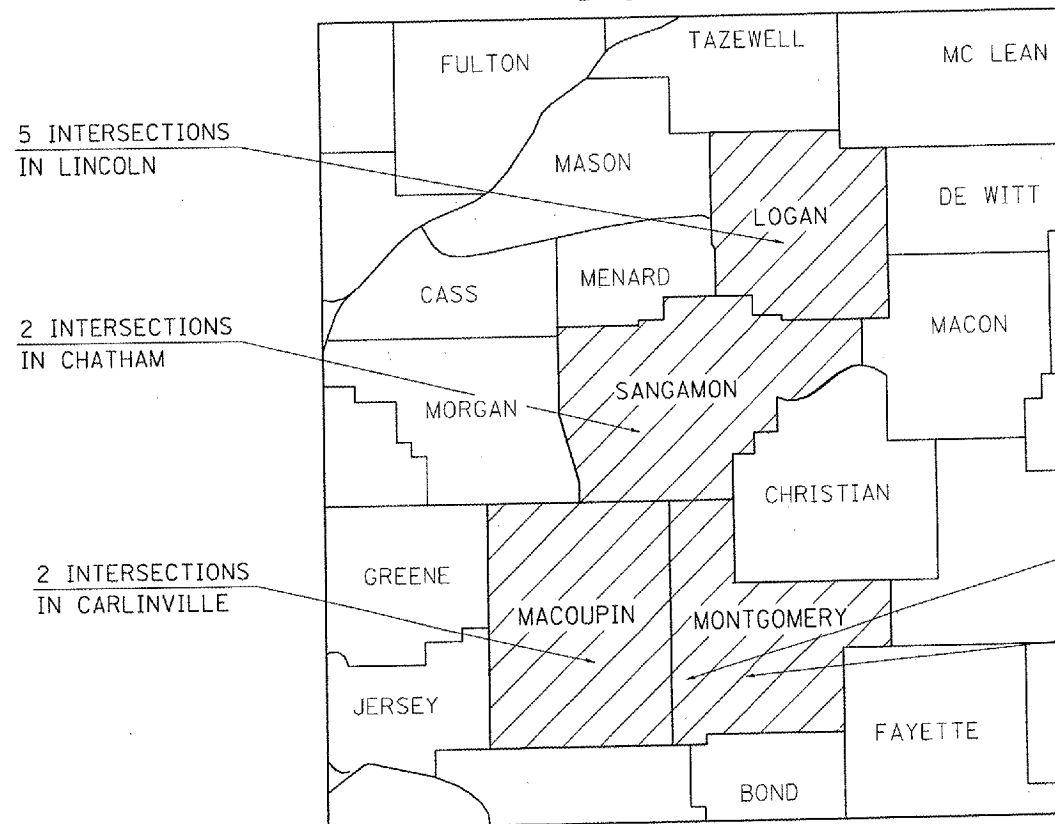 TAZEWELL
MC LEAN
FULTON
5 INTERSECTIONS
IN LINCOLN
MASON
DE WITT
LOGAN
MENARD
CASS
2 INTERSECTIONS
IN CHATHAM
MACON
SANGAMON
MORGAN
CHRISTIAN
2 INTERSECTIONS
IN CARLINVILLE
GREENE
MACOUPIN
MONTGOMERY
JERSEY
FAYETTE
BOND